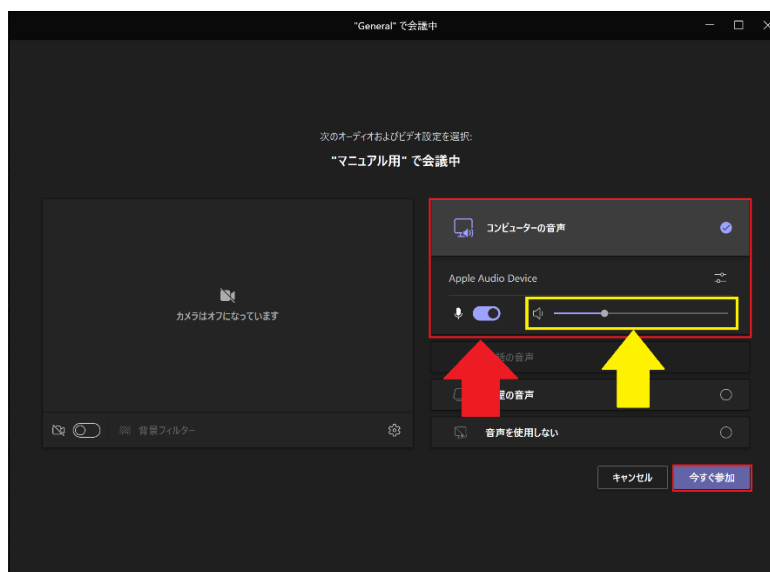 "General" で会議中
次のオーディオおよびビデオ設定を選択:
"マニュアル用" で会議中
コンピューターの音声
Apple Audio Device
カメラはオフになっています
の音声
の音声
背景フィルター
音声を使用しない
キャンセル
今すぐ参加